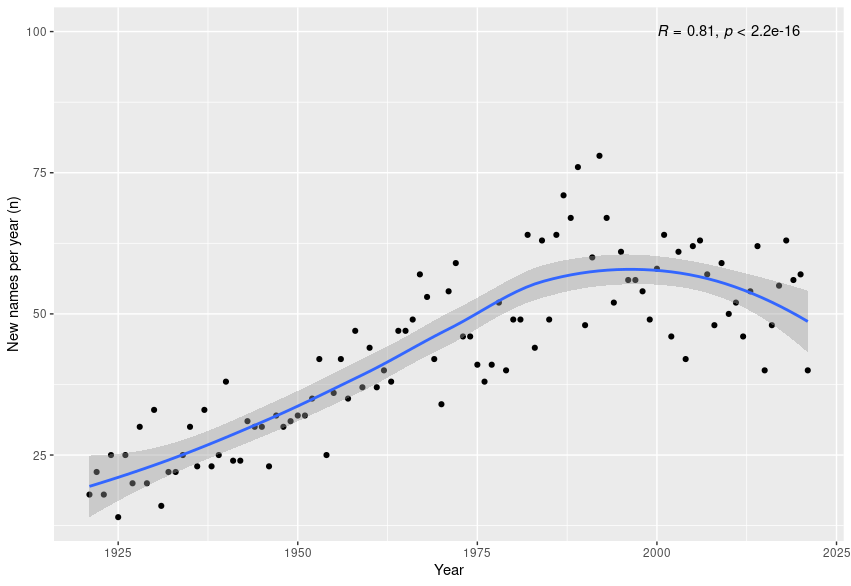 R = 0.81, p < 2.2e-16
100
75
50
25
New names per year (n)
1925 1950 1975 2000 2025
Year